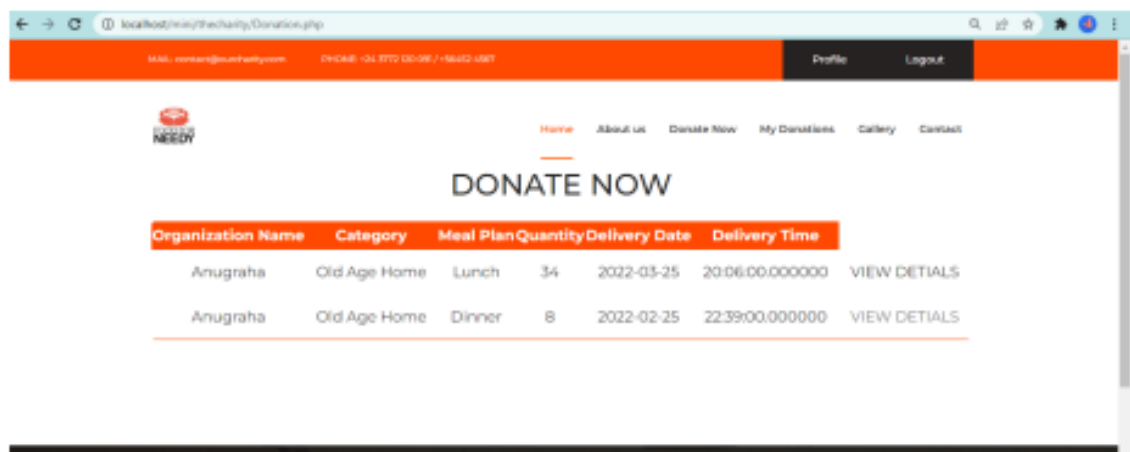 localhost/mini/thecharity/Donation.php
Profile Logout
NEEDY
Home About us Donate Now My Donations Gallery Contact
DONATE NOW
Organization Name Category Meal Plan Quantity Delivery Date Delivery Time
Anugraha Old Age Home Lunch 34 2022-03-25 20:06:00.000000 VIEW DETIALS
Anugraha Old Age Home Dinner 8 2022-02-25 22:39:00.000000 VIEW DETIALS